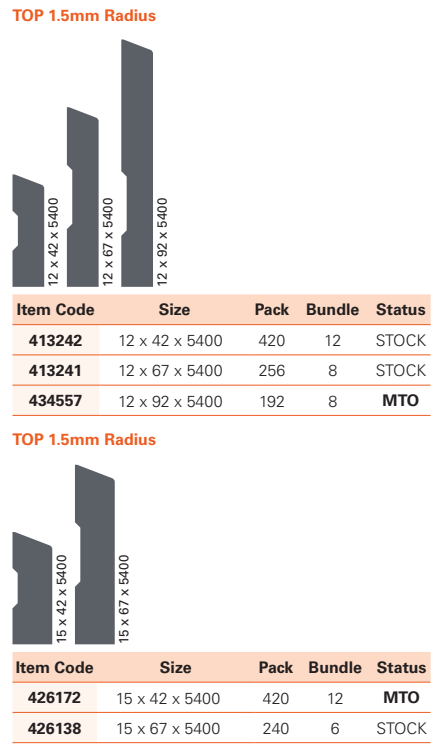 TOP 1.5mm Radius
12 x 42 x 5400
12 x 67 x 5400
12 x 92 x 5400
Item Code Size Pack Bundle Status
413242 12 x 42 x 5400 420 12 STOCK
413241 12 x 67 x 5400 256 8 STOCK
434557 12 x 92 x 5400 192 8 MTO
TOP 1.5mm Radius
15 x 42 x 5400
15 x 67 x 5400
Item Code Size Pack Bundle Status
426172 15 x 42 x 5400 420 12 MTO
426138 15 x 67 x 5400 240 6 STOCK